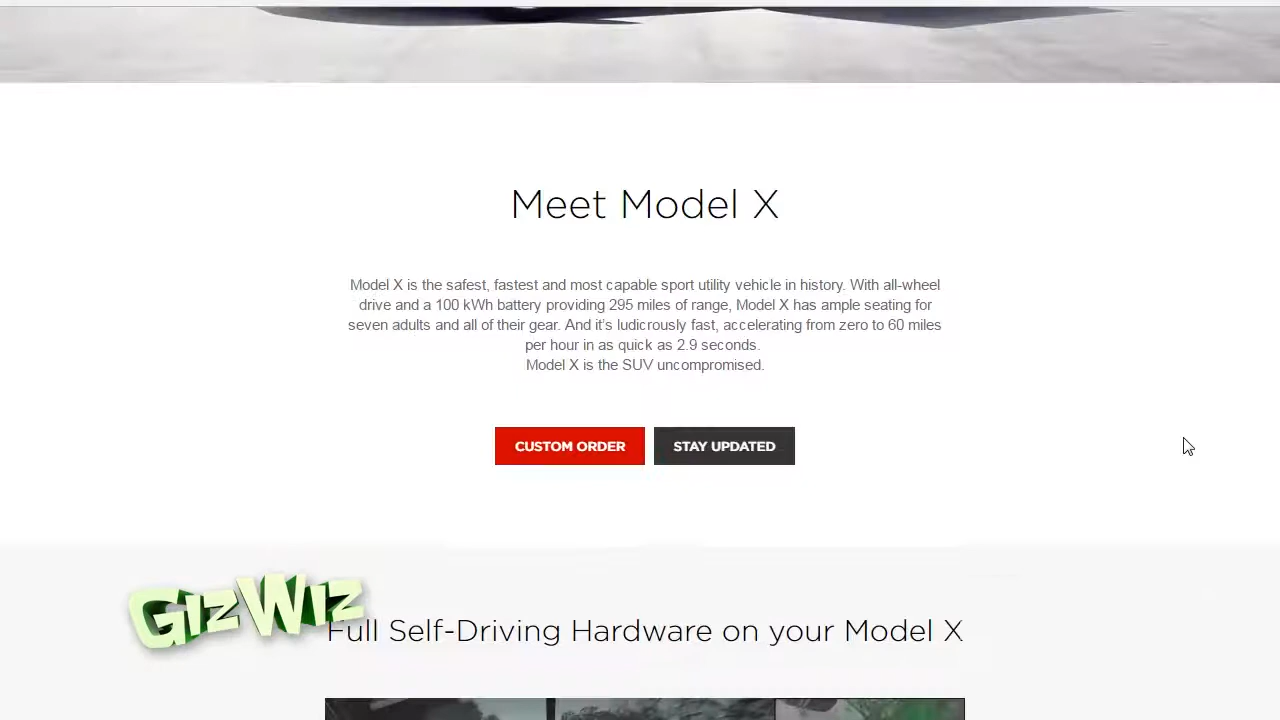 Meet Model X
Model X is the safest, fastest and most capable sport utility vehicle in history. With all-wheel
drive and a 100 kWh battery providing 295 miles of range, Model X has ample seating for
seven adults and all of their gear. And it’s ludicrously fast, accelerating from zero to 60 miles
per hour in as quick as 2.9 seconds.
Model X is the SUV uncompromised.
CUSTOM ORDER STAY UPDATED
GIZWIZ
Full Self-Driving Hardware on your Model X